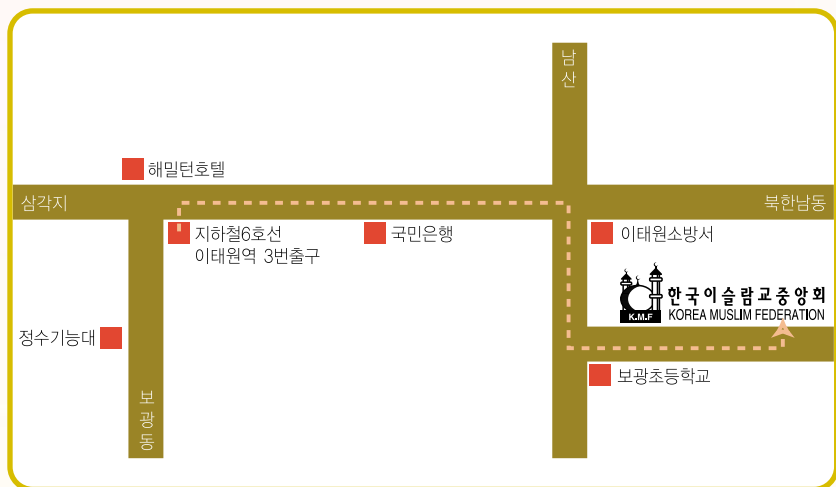 남산
해밀턴호텔
삼각지
북한남동
지하철6호선
이태원역 3번출구
국민은행
이태원소방서
한국이슬람교중앙회
K.M.F
KOREA MUSLIM FEDERATION
정수기능대
보광초등학교
보광동